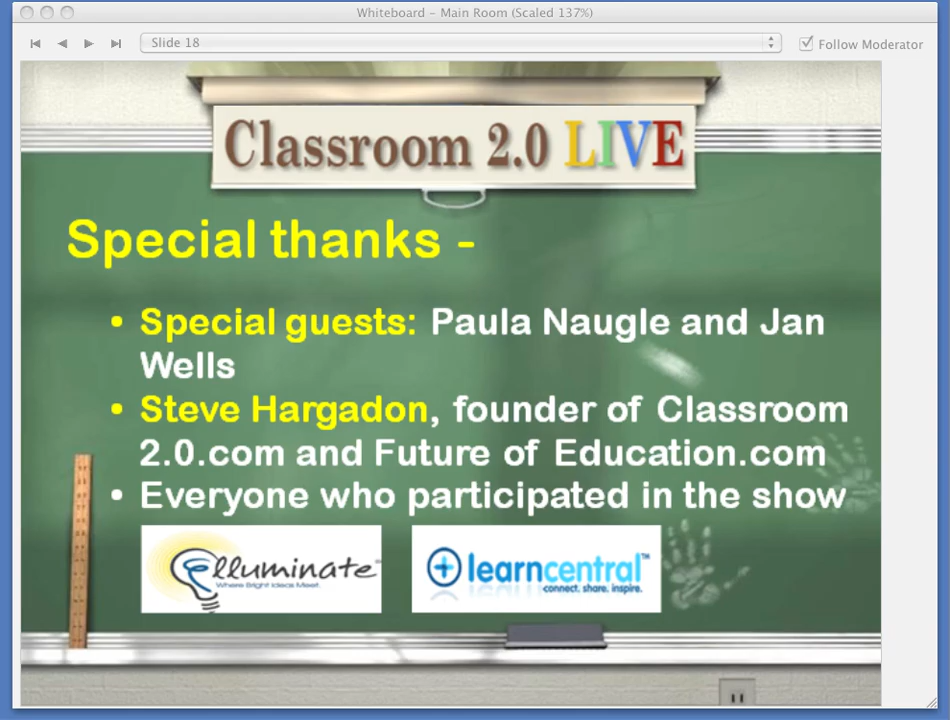 Whiteboard – Main Room (Scaled 137%)
Slide 18
Follow Moderator
Classroom 2.0 LIVE
Special thanks -
• Special guests: Paula Naugle and Jan
Wells
• Steve Hargadon, founder of Classroom
2.0.com and Future of Education.com
• Everyone who participated in the show
elluminate™
Where Bright Ideas Meet.
learncentral™
connect. share. inspire.